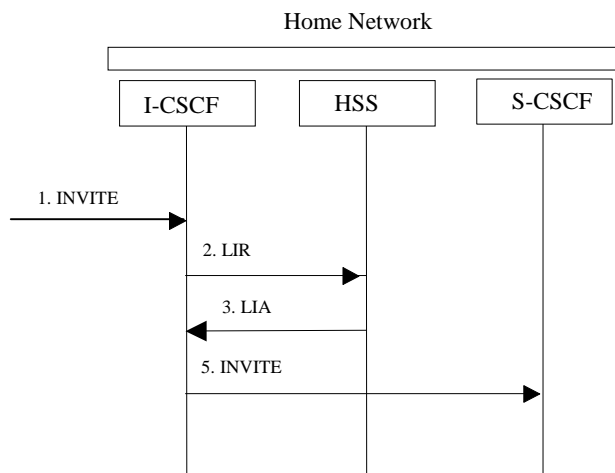 Home Network
I-CSCF
HSS
S-CSCF
1. INVITE
2. LIR
3. LIA
5. INVITE